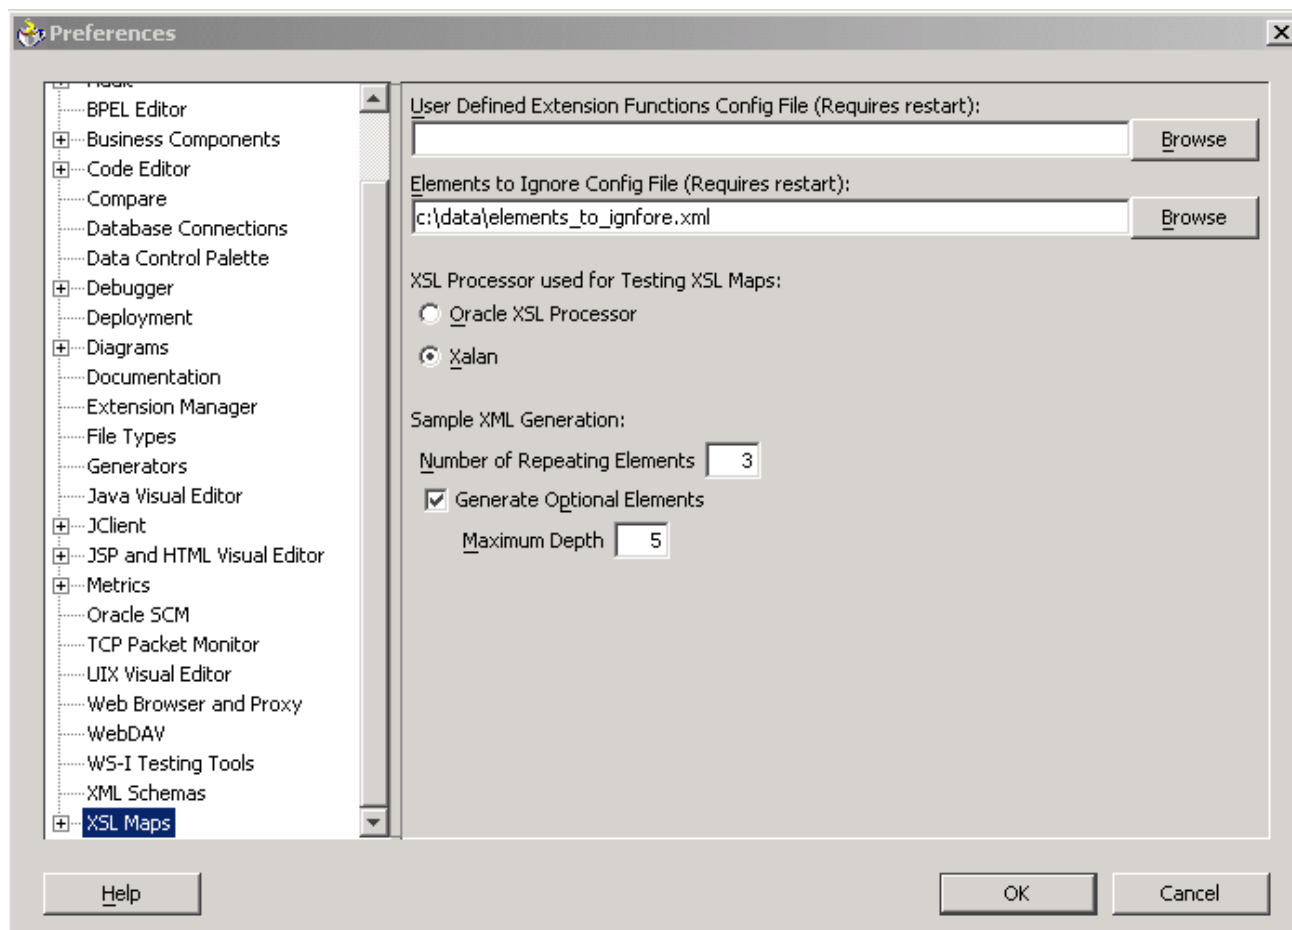 Preferences
Audit
BPEL Editor
Business Components
Code Editor
Compare
Database Connections
Data Control Palette
Debugger
Deployment
Diagrams
Documentation
Extension Manager
File Types
Generators
Java Visual Editor
JClient
JSP and HTML Visual Editor
Metrics
Oracle SCM
TCP Packet Monitor
UIX Visual Editor
Web Browser and Proxy
WebDAV
WS-I Testing Tools
XML Schemas
XSL Maps
User Defined Extension Functions Config File (Requires restart):
Browse
Elements to Ignore Config File (Requires restart):
c:\data\elements_to_ignfore.xml
Browse
XSL Processor used for Testing XSL Maps:
Oracle XSL Processor
Xalan
Sample XML Generation:
Number of Repeating Elements 3
Generate Optional Elements
Maximum Depth 5
Help
OK
Cancel